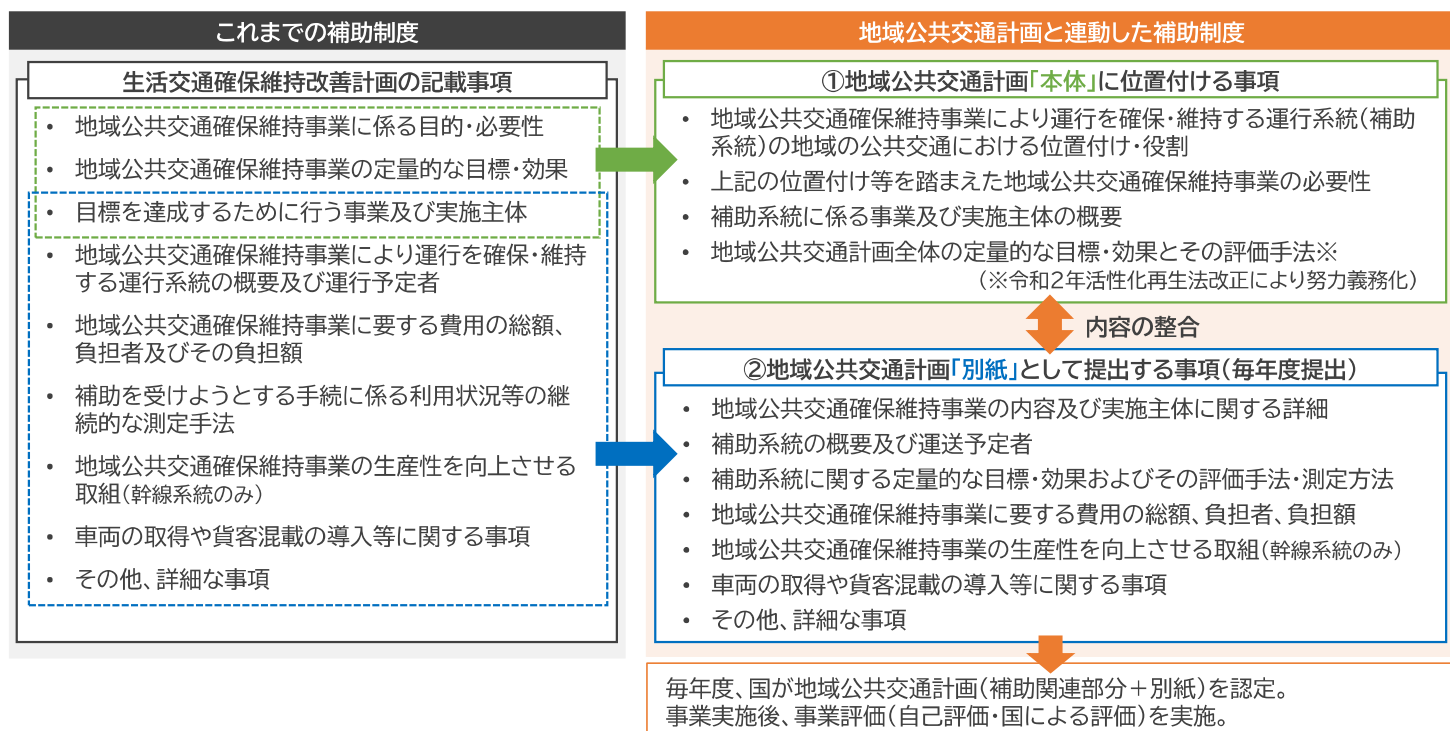 これまでの補助制度
生活交通確保維持改善計画の記載事項
・ 地域公共交通確保維持事業に係る目的・必要性
・ 地域公共交通確保維持事業の定量的な目標・効果
・ 目標を達成するために行う事業及び実施主体
・ 地域公共交通確保維持事業により運行を確保・維持
する運行系統の概要及び運行予定者
・ 地域公共交通確保維持事業に要する費用の総額、
負担者及びその負担額
・ 補助を受けようとする手続に係る利用状況等の継
続的な測定手法
・ 地域公共交通確保維持事業の生産性を向上させる
取組(幹線系統のみ)
・ 車両の取得や貨客混載の導入等に関する事項
・ その他、詳細な事項
地域公共交通計画と連動した補助制度
①地域公共交通計画「本体」に位置付ける事項
・ 地域公共交通確保維持事業により運行を確保・維持する運行系統(補助
系統)の地域の公共交通における位置付け・役割
・ 上記の位置付け等を踏まえた地域公共交通確保維持事業の必要性
・ 補助系統に係る事業及び実施主体の概要
・ 地域公共交通計画全体の定量的な目標・効果とその評価手法※
(※令和2年活性化再生法改正により努力義務化)
内容の整合
②地域公共交通計画「別紙」として提出する事項(毎年度提出)
・ 地域公共交通確保維持事業の内容及び実施主体に関する詳細
・ 補助系統の概要及び運送予定者
・ 補助系統に関する定量的な目標・効果およびその評価手法・測定方法
・ 地域公共交通確保維持事業に要する費用の総額、負担者、負担額
・ 地域公共交通確保維持事業の生産性を向上させる取組(幹線系統のみ)
・ 車両の取得や貨客混載の導入等に関する事項
・ その他、詳細な事項
毎年度、国が地域公共交通計画(補助関連部分+別紙)を認定。
事業実施後、事業評価(自己評価・国による評価)を実施。